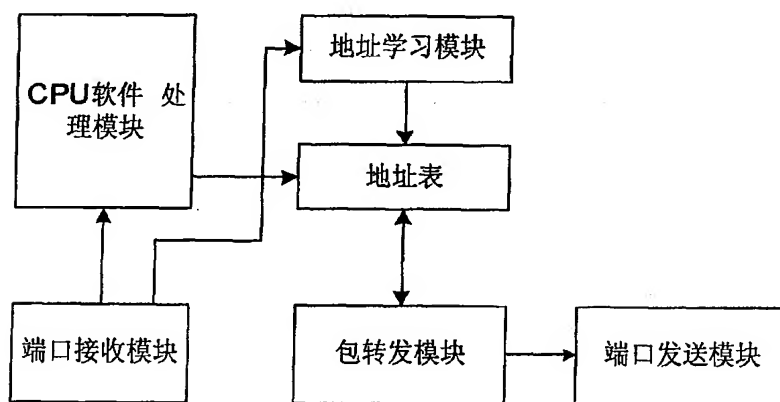 地址学习模块
CPU软件 处
理模块
地址表
端口接收模块
包转发模块
端口发送模块